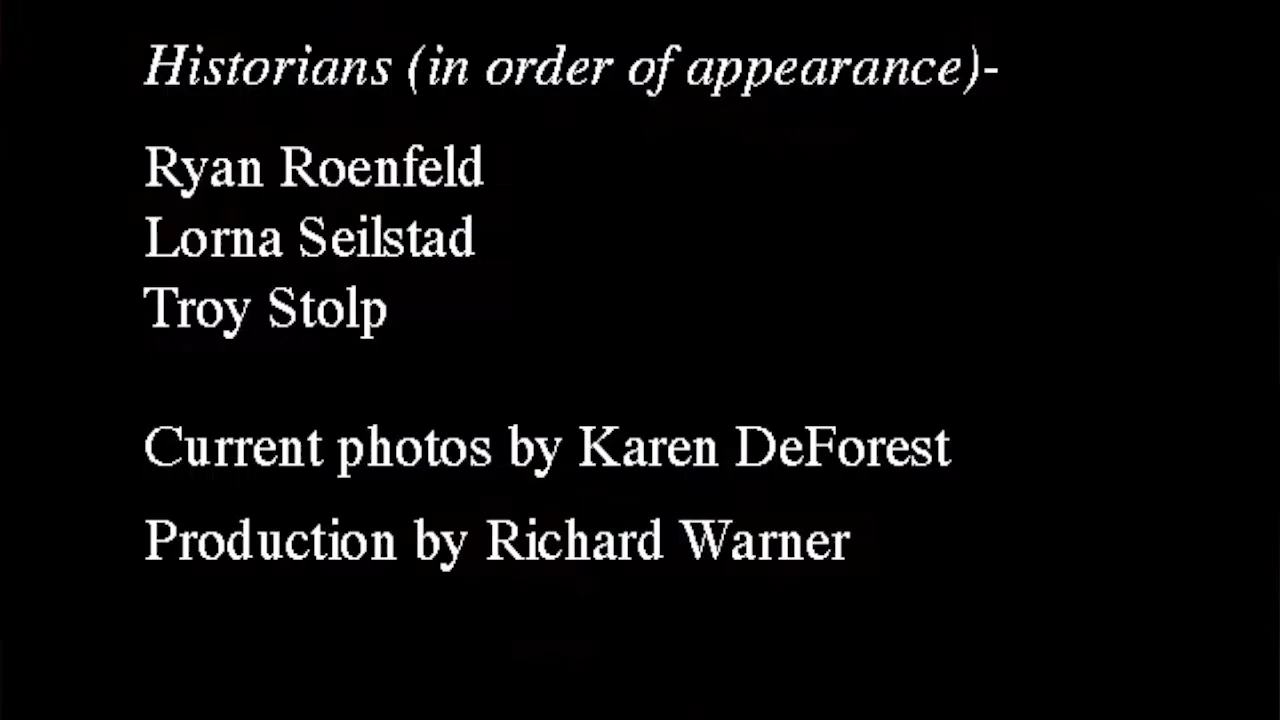 Historians (in order of appearance)-
Ryan Roenfeld
Lorna Seilstad
Troy Stolp
Current photos by Karen DeForest
Production by Richard Warner